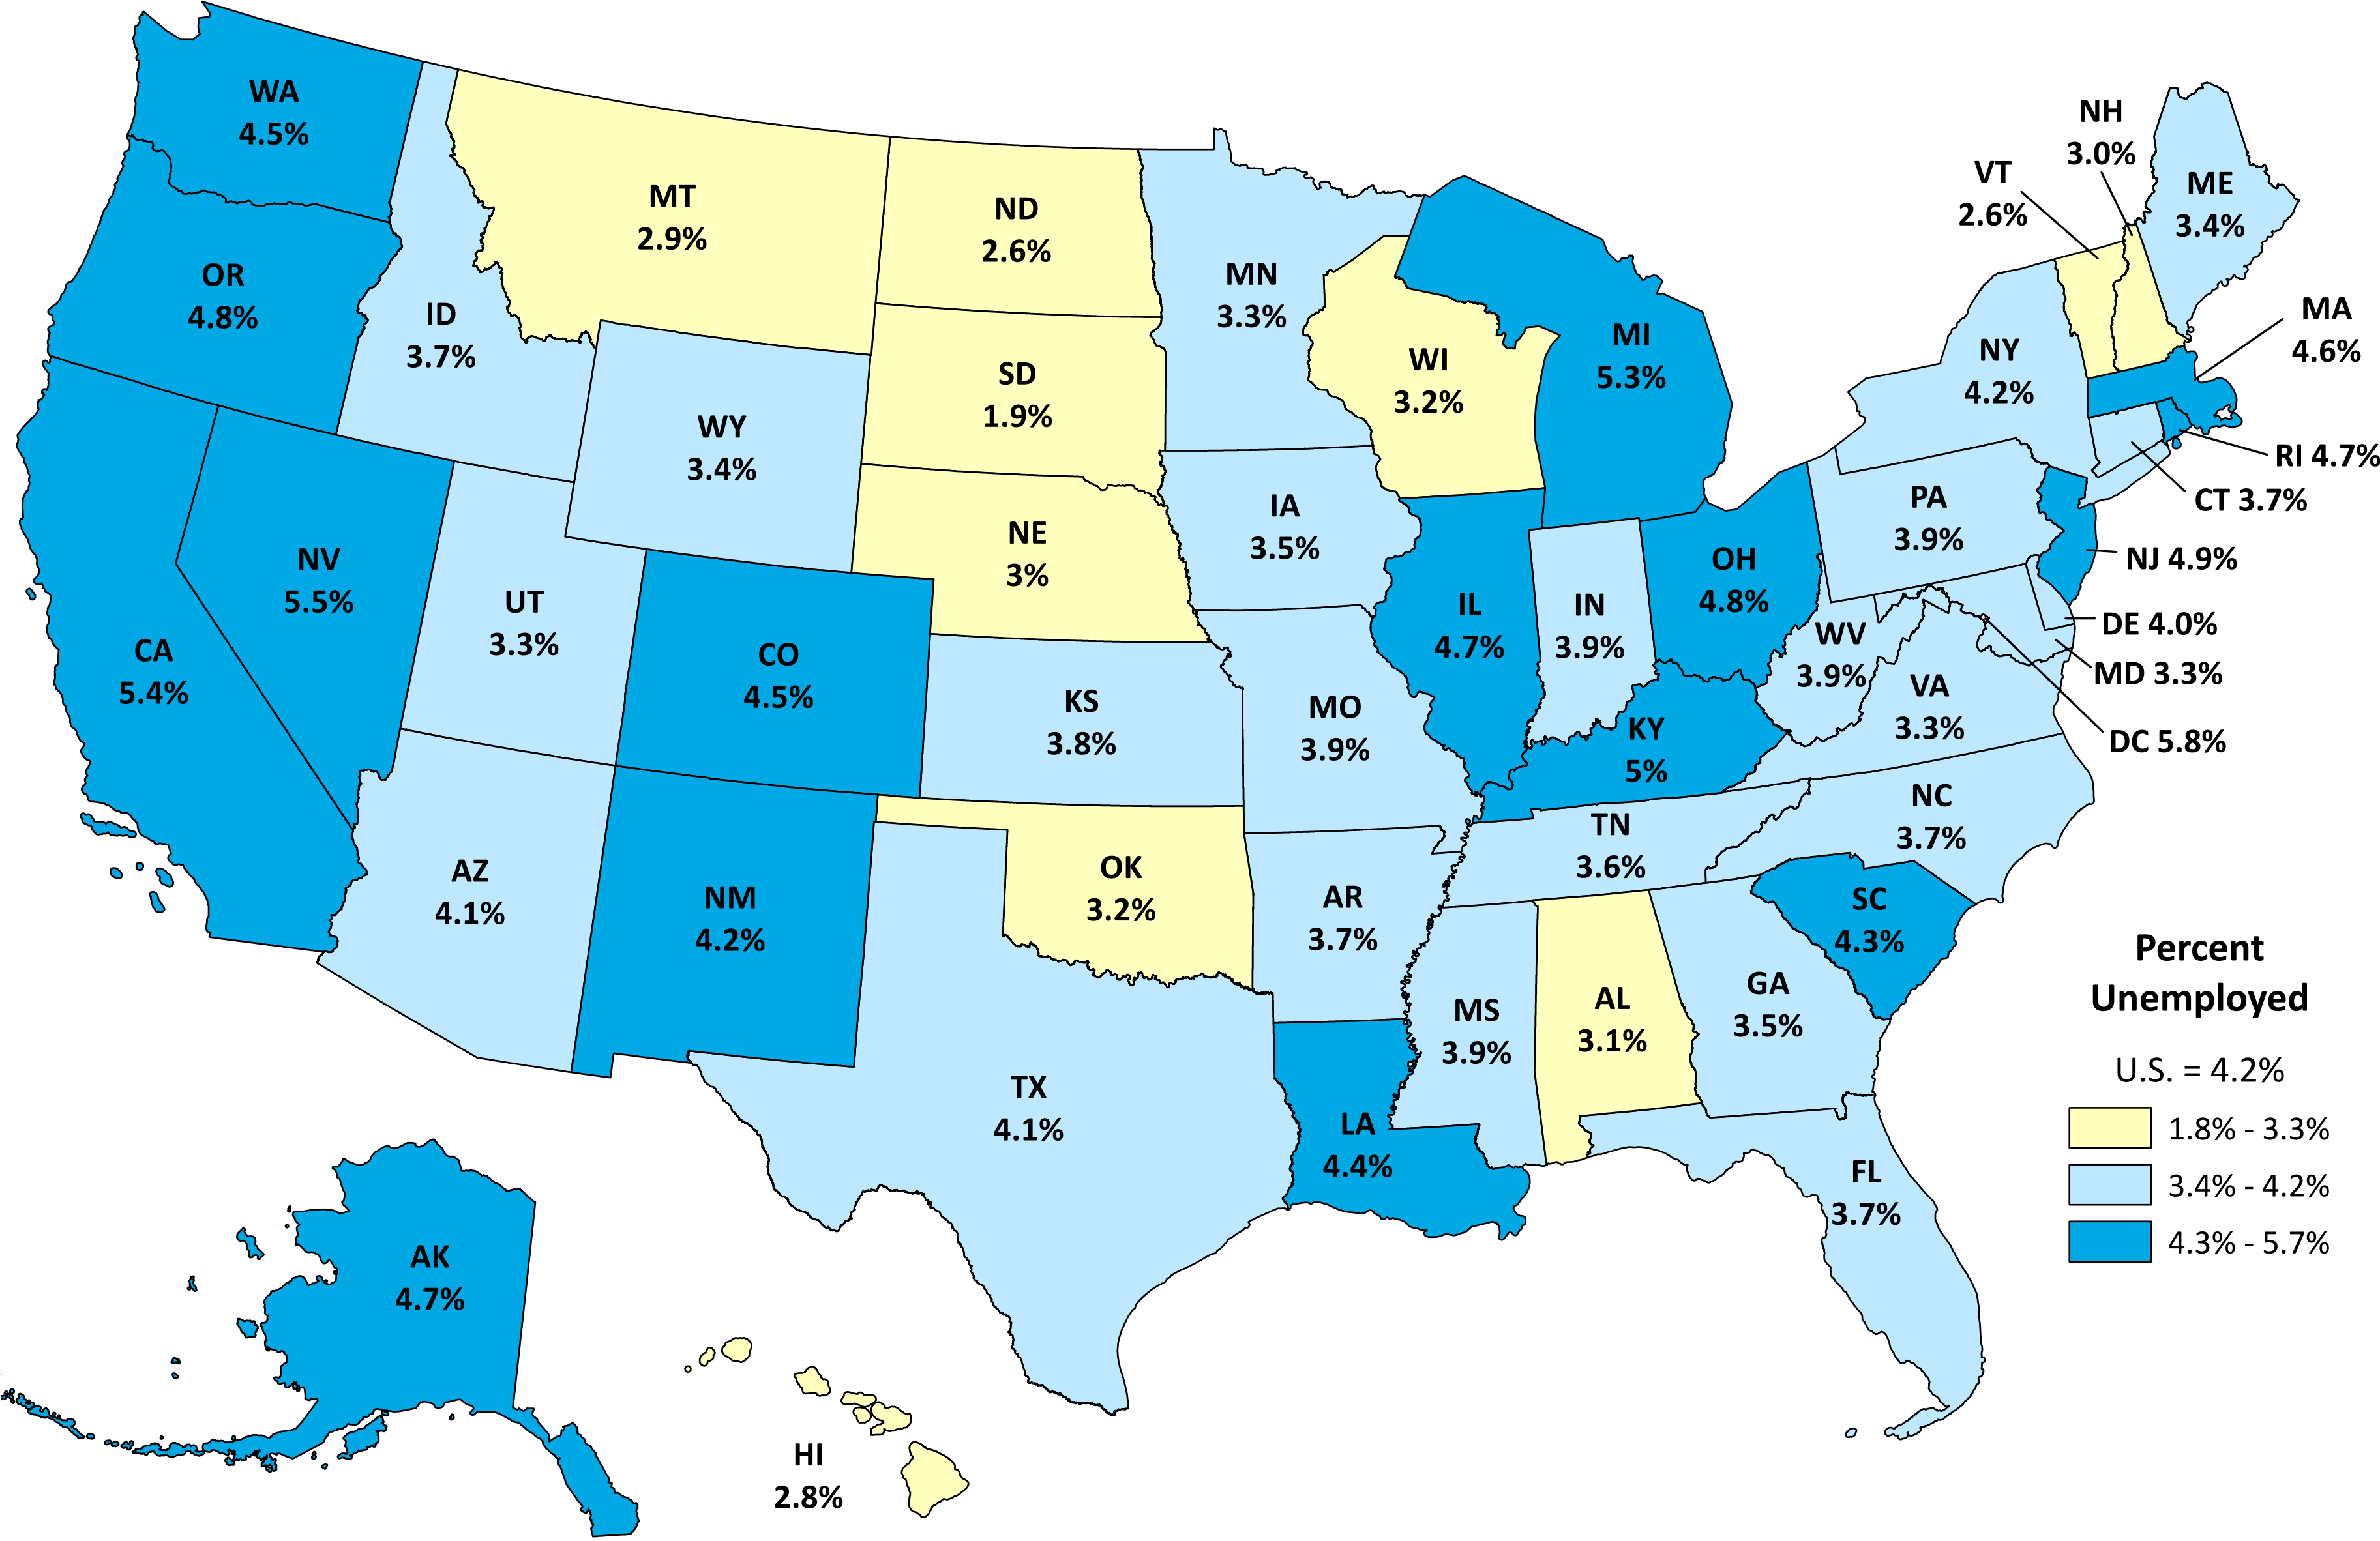 WA
4.5%
OR
4.8%
CA
5.4%
NV
5.5%
ID
3.7%
MT
2.9%
WY
3.4%
UT
3.3%
CO
4.5%
AZ
4.1%
NM
4.2%
ND
2.6%
SD
1.9%
NE
3%
KS
3.8%
OK
3.2%
TX
4.1%
MN
3.3%
IA
3.5%
MO
3.9%
AR
3.7%
LA
4.4%
WI
3.2%
IL
4.7%
MI
5.3%
IN
3.9%
OH
4.8%
KY
5%
TN
3.6%
MS
3.9%
AL
3.1%
GA
3.5%
FL
3.7%
SC
4.3%
NC
3.7%
VA
3.3%
WV
3.9%
PA
3.9%
NY
4.2%
VT
2.6%
NH
3.0%
ME
3.4%
MA
4.6%
RI 4.7%
CT 3.7%
NJ 4.9%
DE 4.0%
MD 3.3%
DC 5.8%
AK
4.7%
HI
2.8%
Percent
Unemployed
U.S. = 4.2%
1.8% - 3.3%
3.4% - 4.2%
4.3% - 5.7%